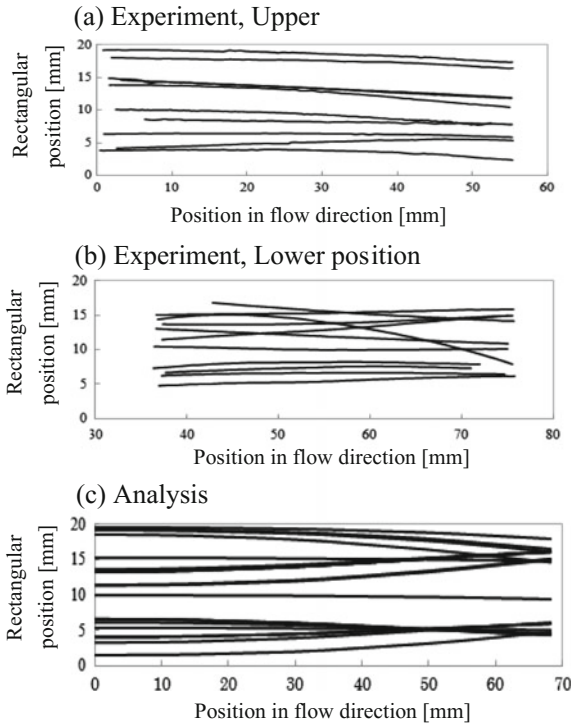 (a) Experiment, Upper
Rectangular
position [mm]
20
15
10
5
0
0 10 20 30 40 50 60
Position in flow direction [mm]
(b) Experiment, Lower position
Rectangular
position [mm]
20
15
10
5
30 40 50 60 70 80
Position in flow direction [mm]
(c) Analysis
Rectangular
position [mm]
20
15
10
5
0
0 10 20 30 40 50 60 70
Position in flow direction [mm]